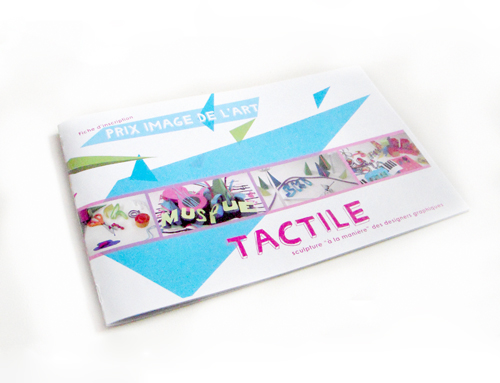 fiche d'inscription
PRIX IMAGE DE L'ART
MUSIQUE
TACTILE
sculpture "à la manière" des designers graphiques